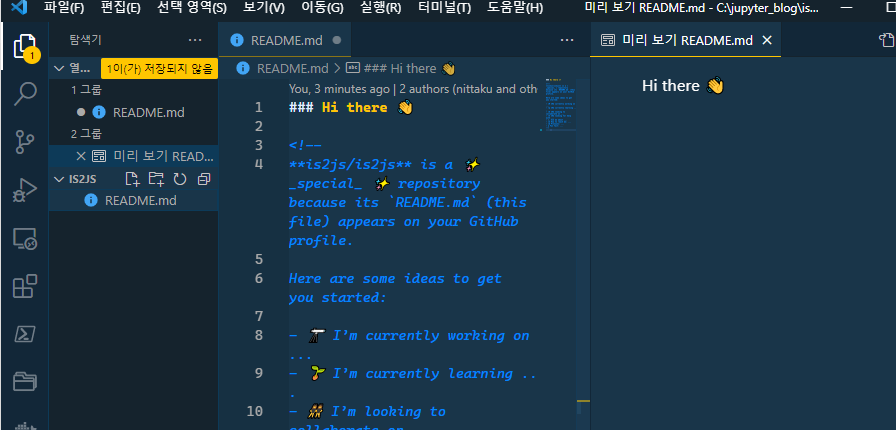 파일(F) 편집(E) 선택 영역(S) 보기(V) 이동(G) 실행(R) 터미널(T) 도움말(H) 미리 보기 README.md - C:\jupyter_blog\is...
탐색기 ...
README.md ●
...
미리 보기 README.md ×
1
열... 1이(가) 저장되지 않음
1 그룹
● README.md
2 그룹
× 미리 보기 READ...
IS2JS
README.md
README.md > ### Hi there 👋
You, 3 minutes ago | 2 authors (nittaku and oth
1 ### Hi there 👋
2
3 <!--
4 **is2js/is2js** is a ✨
_special_ ✨ repository
because its `README.md` (this
file) appears on your GitHub
profile.
5
6 Here are some ideas to get
you started:
7
8 - 🔭 I’m currently working on
...
9 - 🌱 I’m currently learning ..
.
10 - 👯 I’m looking to
collaborate on
Hi there 👋